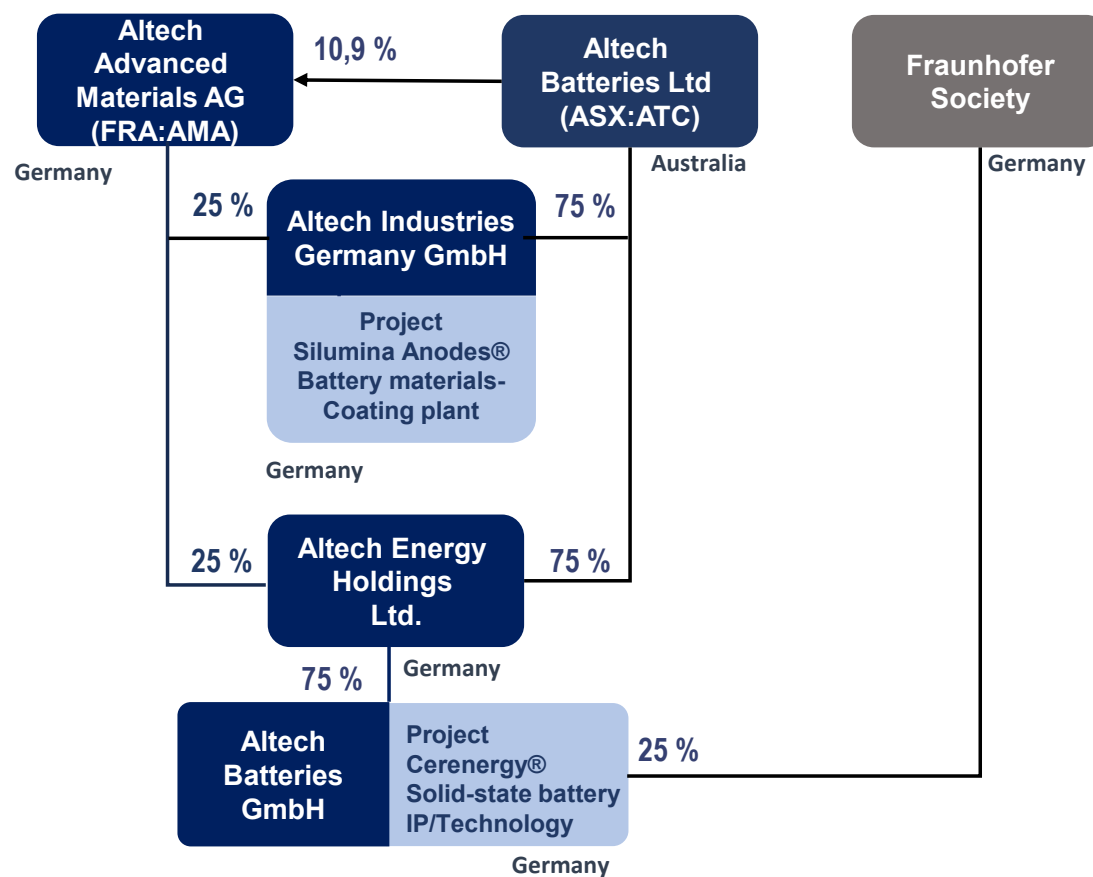 Altech
Advanced
Materials AG
(FRA:AMA)
10,9 %
Altech
Batteries Ltd
(ASX:ATC)
Fraunhofer
Society
Germany
Australia
Germany
25 %
Altech Industries
Germany GmbH
75 %
Project
Silumina Anodes®
Battery materials-
Coating plant
Germany
25 %
Altech Energy
Holdings
Ltd.
75 %
75 %
Germany
Altech
Batteries
GmbH
Project
Cerenergy®
Solid-state battery
IP/Technology
25 %
Germany